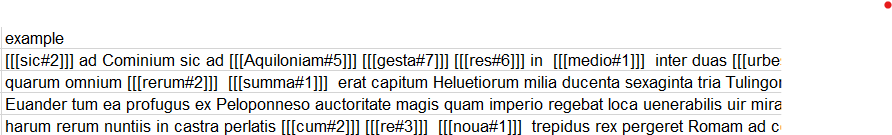 example
[[[sic#2]]] ad Cominium sic ad [[[Aquiloniam#5]]] [[[gesta#7]]] [[[res#6]]] in [[[medio#1]]] inter duas [[[urbe
quarum omnium [[[rerum#2]]] [[[summa#1]]] erat capitum Heluetiorum milia ducenta sexaginta tria Tulingor
Euander tum ea profugus ex Peloponneso auctoritate magis quam imperio regebat loca uenerabilis uir mira
harum rerum nuntiis in castra perlatis [[[cum#2]]] [[[re#3]]] [[[noua#1]]] trepidus rex pergeret Romam ad